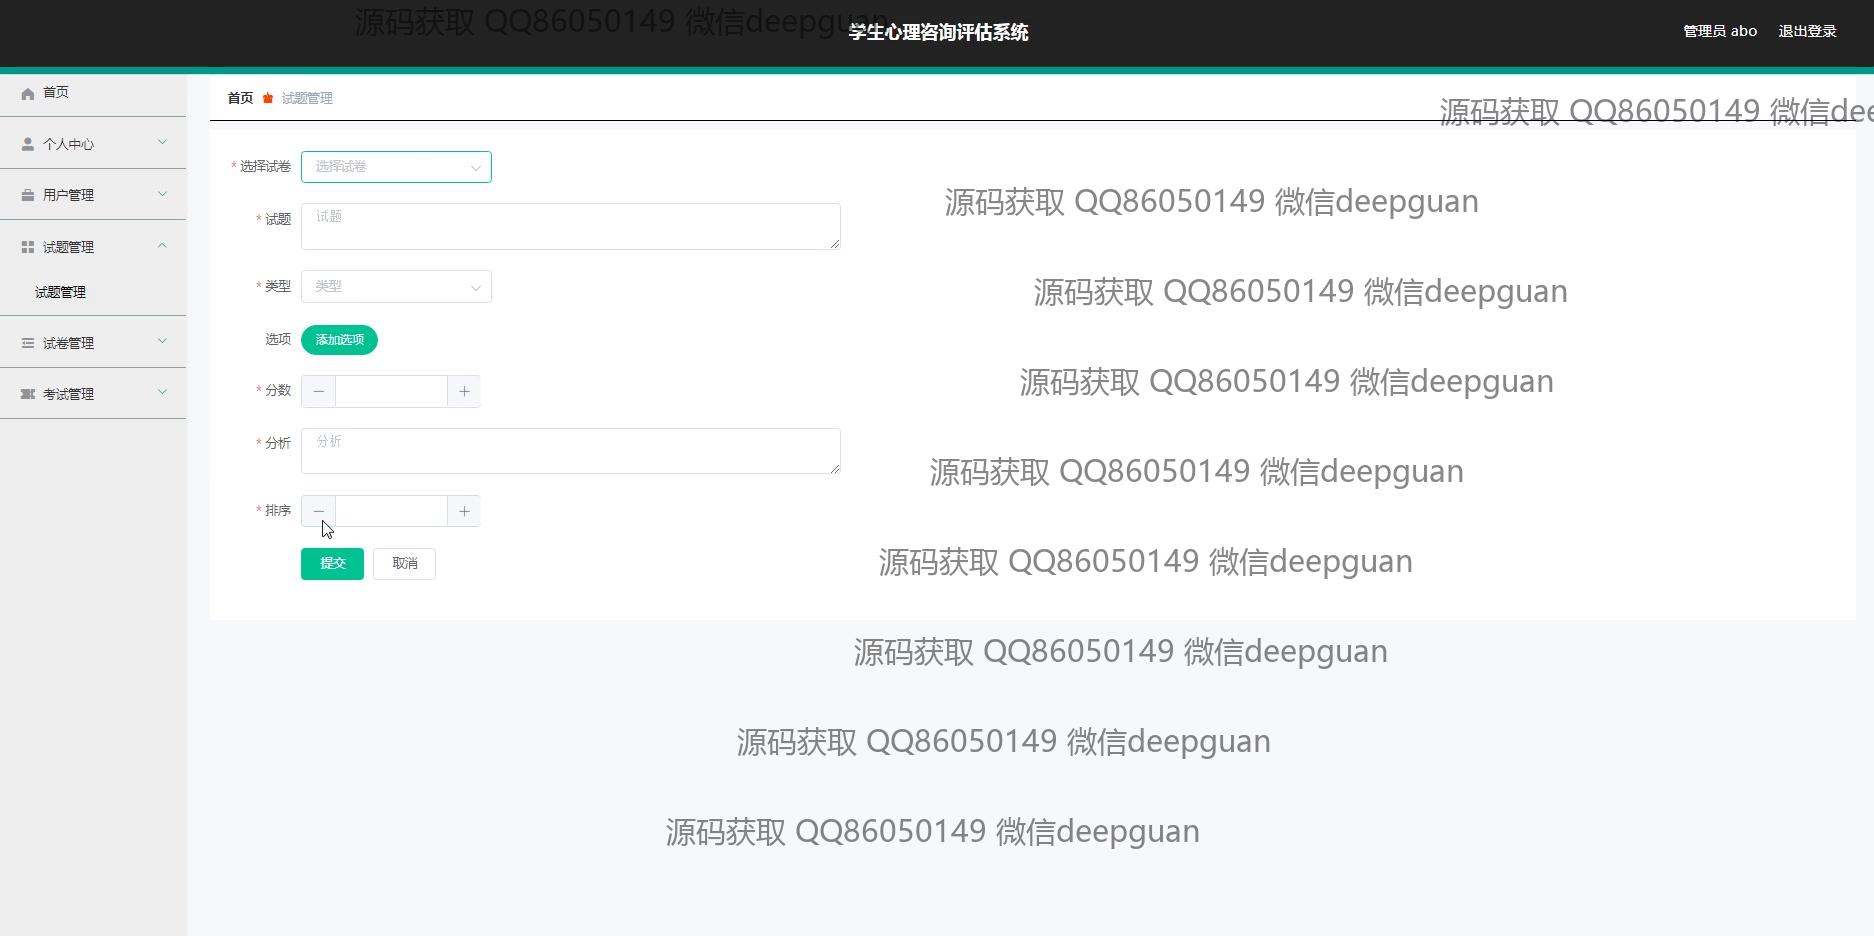 源码获取 QQ86050149 微信deepguan
学生心理咨询评估系统
管理员 abo
退出登录
首页
个人中心
用户管理
试题管理
试题管理
试卷管理
考试管理
首页 试题管理
源码获取 QQ86050149 微信dee
* 选择试卷 选择试卷
源码获取 QQ86050149 微信deepguan
* 试题 试题
* 类型 类型
源码获取 QQ86050149 微信deepguan
选项 添加选项
* 分数
源码获取 QQ86050149 微信deepguan
* 分析 分析
源码获取 QQ86050149 微信deepguan
* 排序
提交 取消
源码获取 QQ86050149 微信deepguan
源码获取 QQ86050149 微信deepguan
源码获取 QQ86050149 微信deepguan
源码获取 QQ86050149 微信deepguan